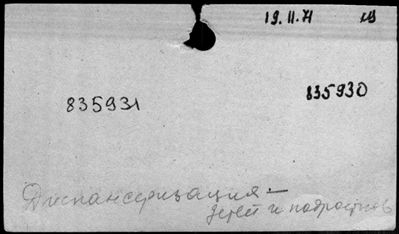 19.11.71
835931 835930
Диспансеризация —
детей и подростков